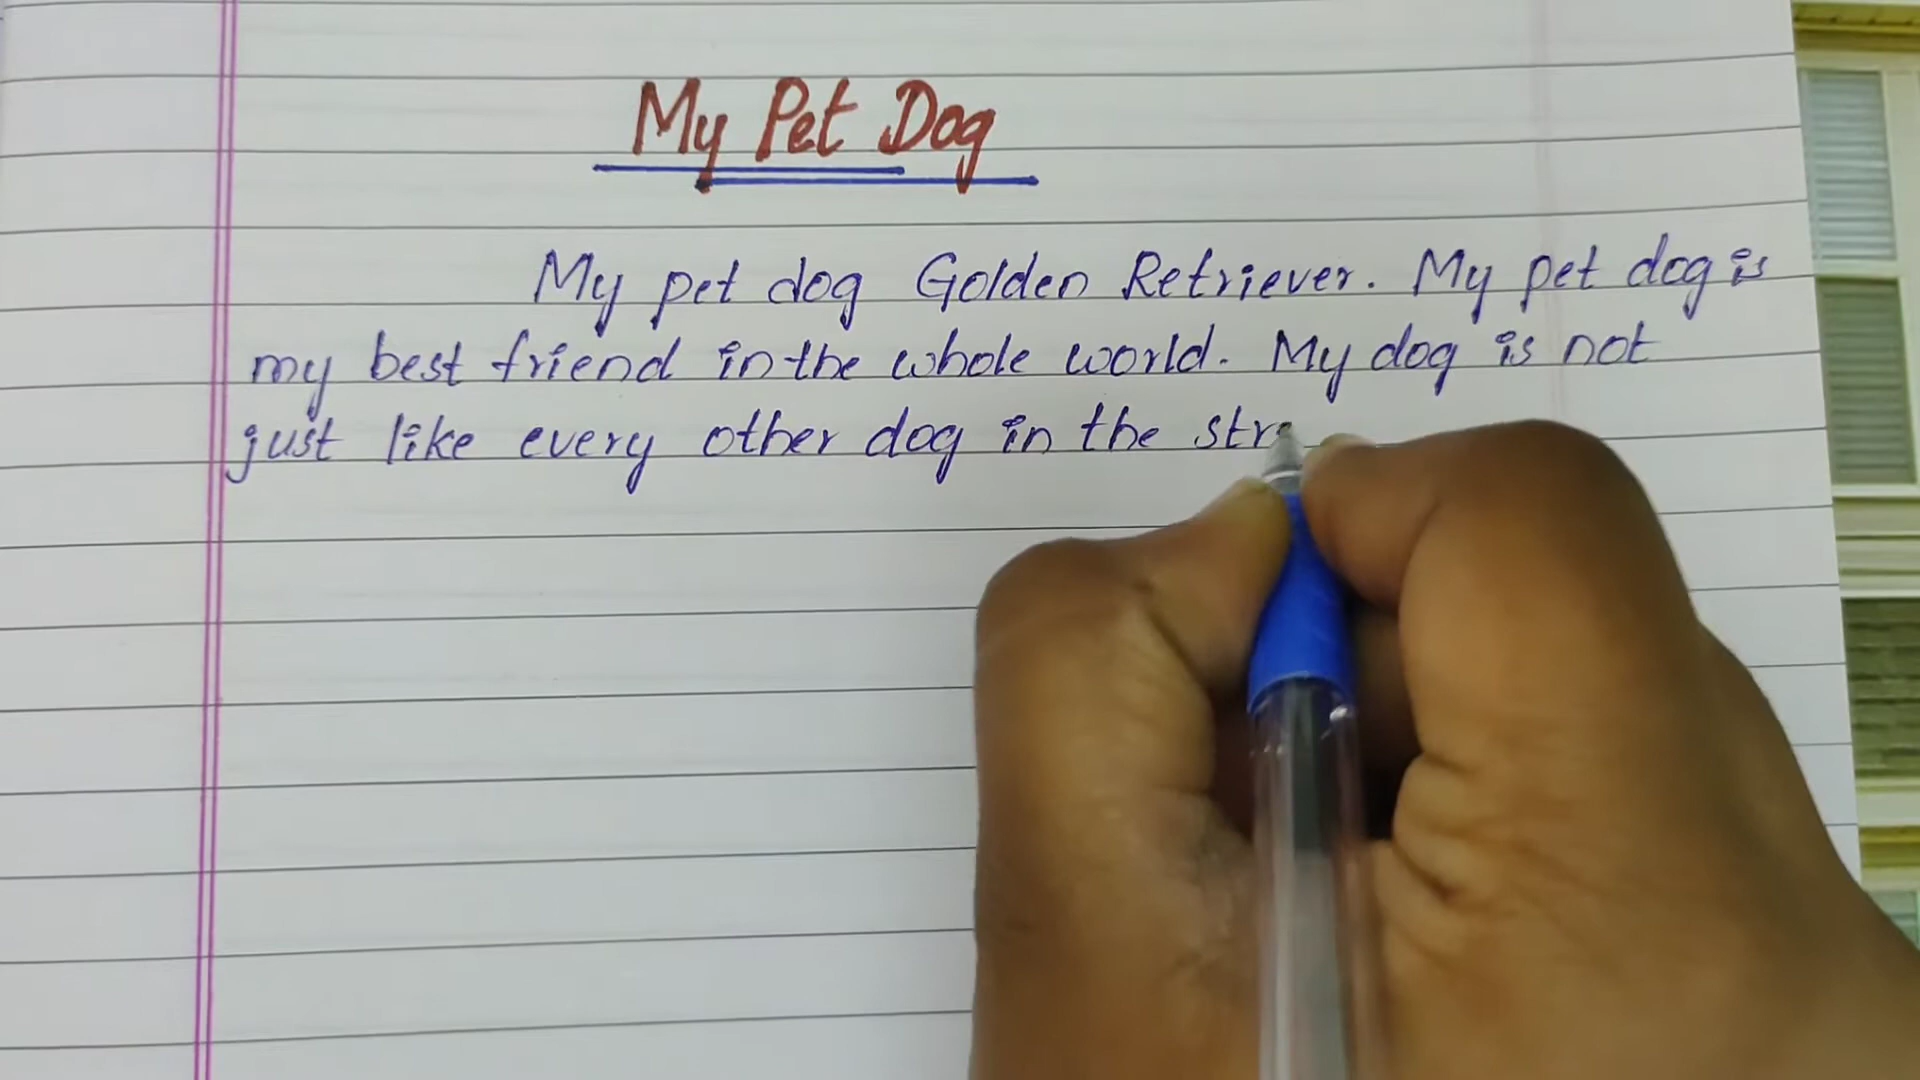 My Pet Dog
My pet dog Golden Retriever. My pet dog is
my best friend in the whole world. My dog is not
just like every other dog in the stre